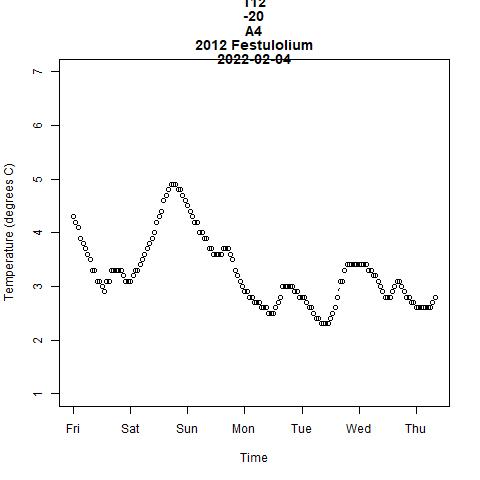 T12
-20
A4
2012 Festulolium
2022-02-04
Temperature (degrees C)
7
6
5
4
3
2
1
Fri Sat Sun Mon Tue Wed Thu
Time